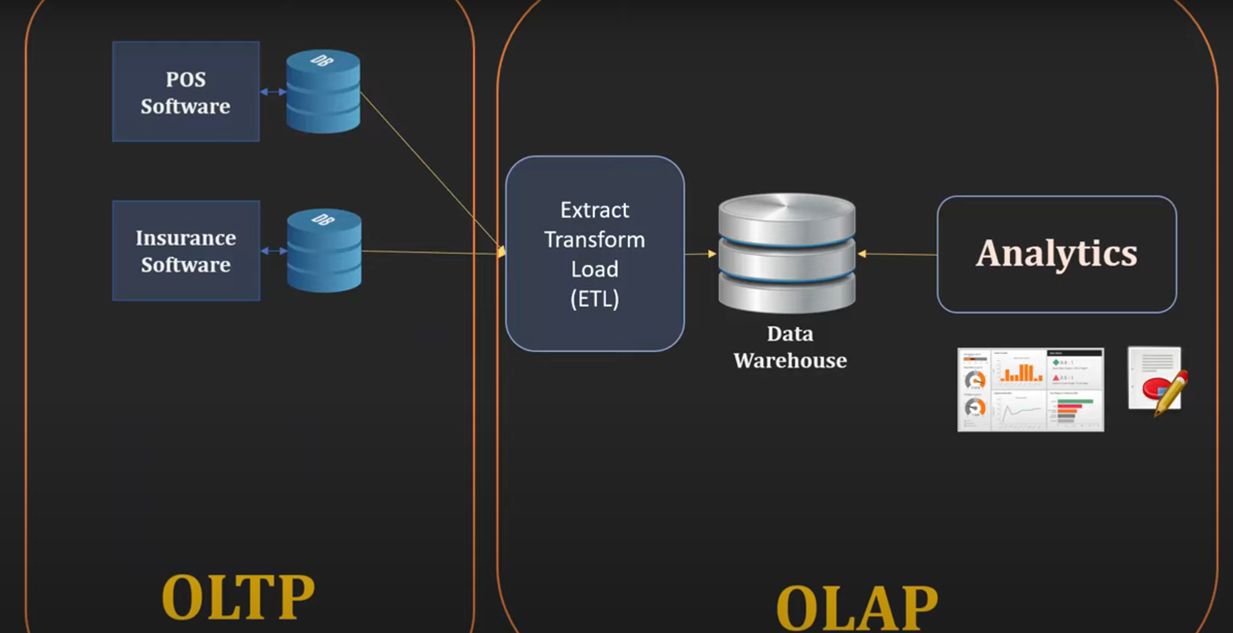 DB
POS
Software
DB
Insurance
Software
Extract
Transform
Load
(ETL)
Data
Warehouse
Analytics
OLTP
OLAP